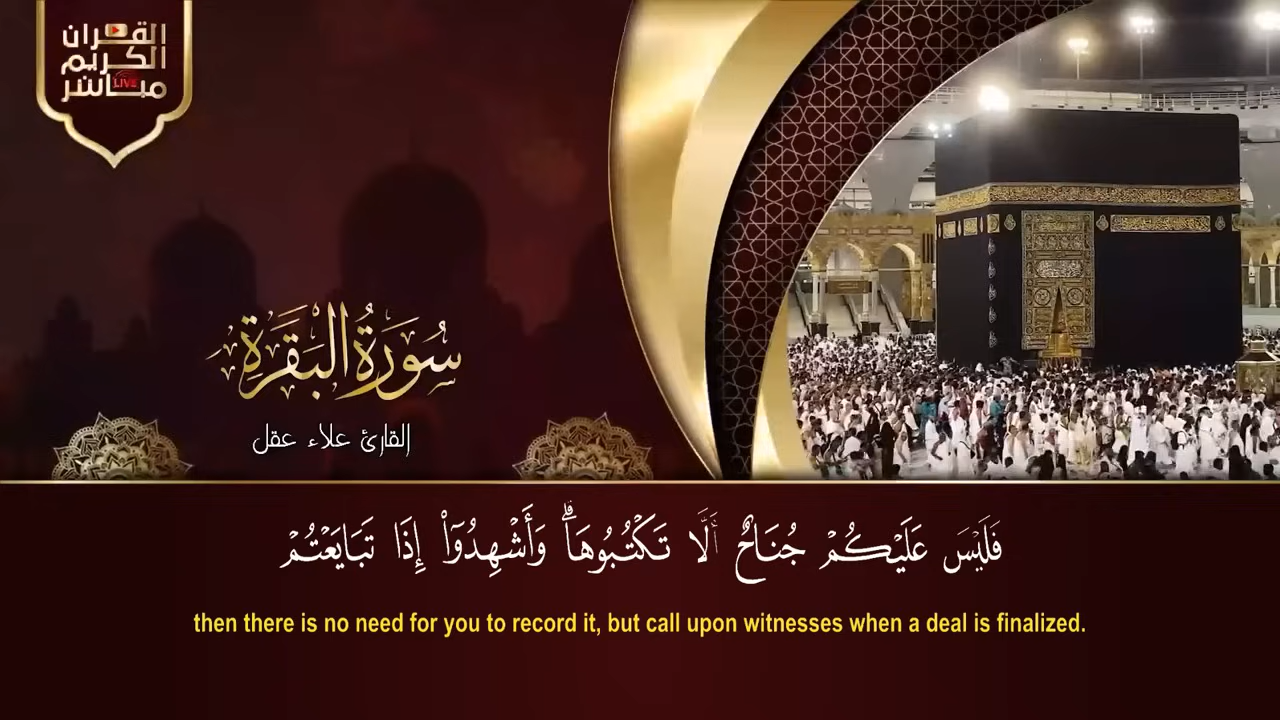 القرآن
الكريم
مباشر
LIVE
سُورَةُ البَقَرَةِ
القارئ علاء عقل
فَلَيْسَ عَلَيْكُمْ جُنَاحٌ أَلَّا تَكْتُبُوهَاۗ وَأَشْهِدُوٓاْ إِذَا تَبَايَعْتُمْ
then there is no need for you to record it, but call upon witnesses when a deal is finalized.